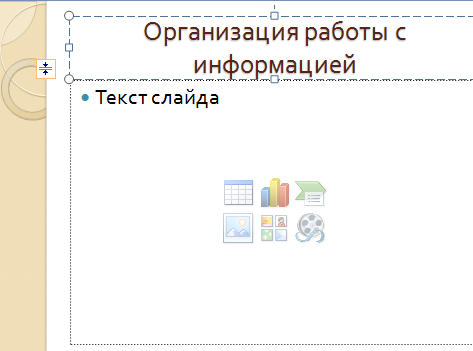 Организация работы с
информацией
Текст слайда